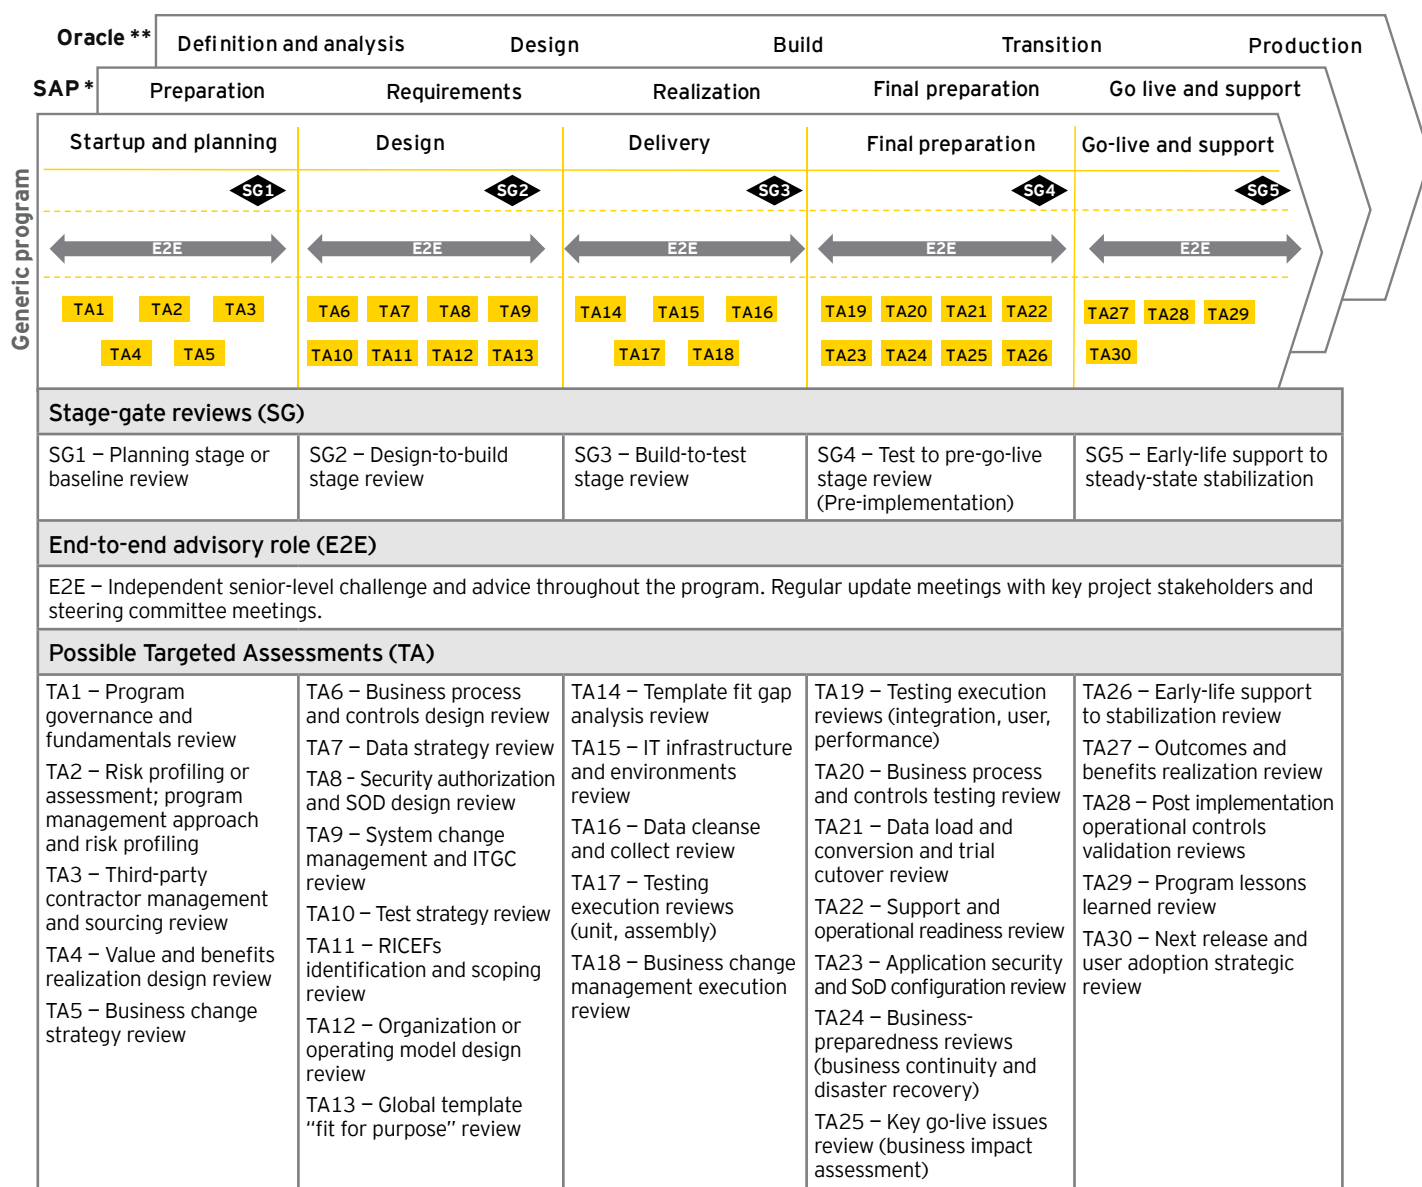 Oracle **
Definition and analysis
Design
Build
Transition
Production
SAP *
Preparation
Requirements
Realization
Final preparation
Go live and support
Generic program
Startup and planning
Design
Delivery
Final preparation
Go-live and support
SG1
SG2
SG3
SG4
SG5
E2E
E2E
E2E
E2E
E2E
TA1
TA2
TA3
TA6
TA7
TA8
TA9
TA14
TA15
TA16
TA19
TA20
TA21
TA22
TA27
TA28
TA29
TA4
TA5
TA10
TA11
TA12
TA13
TA17
TA18
TA23
TA24
TA25
TA26
TA30
Stage-gate reviews (SG)
SG1 – Planning stage or
baseline review
SG2 – Design-to-build
stage review
SG3 – Build-to-test
stage review
SG4 – Test to pre-go-live
stage review
(Pre-implementation)
SG5 – Early-life support to
steady-state stabilization
End-to-end advisory role (E2E)
E2E – Independent senior-level challenge and advice throughout the program. Regular update meetings with key project stakeholders and
steering committee meetings.
Possible Targeted Assessments (TA)
TA1 – Program
governance and
fundamentals review
TA2 – Risk profiling or
assessment; program
management approach
and risk profiling
TA3 – Third-party
contractor management
and sourcing review
TA4 – Value and benefits
realization design review
TA5 – Business change
strategy review
TA6 – Business process
and controls design review
TA7 – Data strategy review
TA8 - Security authorization
and SOD design review
TA9 – System change
management and ITGC
review
TA10 – Test strategy review
TA11 – RICEFs
identification and scoping
review
TA12 – Organization or
operating model design
review
TA13 – Global template
“fit for purpose” review
TA14 – Template fit gap
analysis review
TA15 – IT infrastructure
and environments
review
TA16 – Data cleanse
and collect review
TA17 – Testing
execution reviews
(unit, assembly)
TA18 – Business change
management execution
review
TA19 – Testing execution
reviews (integration, user,
performance)
TA20 – Business process
and controls testing review
TA21 – Data load and
conversion and trial
cutover review
TA22 – Support and
operational readiness review
TA23 – Application security
and SoD configuration review
TA24 – Business-
preparedness reviews
(business continuity and
disaster recovery)
TA25 – Key go-live issues
review (business impact
assessment)
TA26 – Early-life support
to stabilization review
TA27 – Outcomes and
benefits realization review
TA28 – Post implementation
operational controls
validation reviews
TA29 – Program lessons
learned review
TA30 – Next release and
user adoption strategic
review